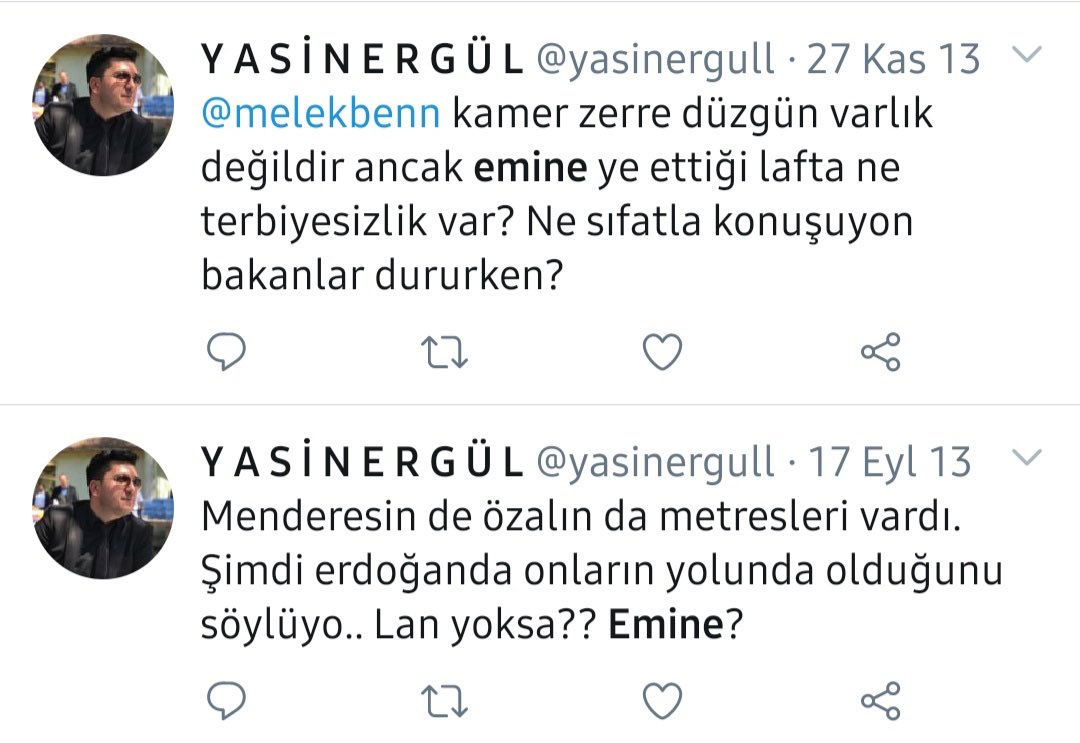 YASİNERGÜL @yasinergull · 27 Kas 13
@melekbenn kamer zerre düzgün varlık
değildir ancak emine ye ettiği lafta ne
terbiyesizlik var? Ne sıfatla konuşuyon
bakanlar dururken?
YASİNERGÜL @yasinergull · 17 Eyl 13
Menderesin de özalın da metresleri vardı.
Şimdi erdoğanda onların yolunda olduğunu
söylüyo.. Lan yoksa?? Emine?